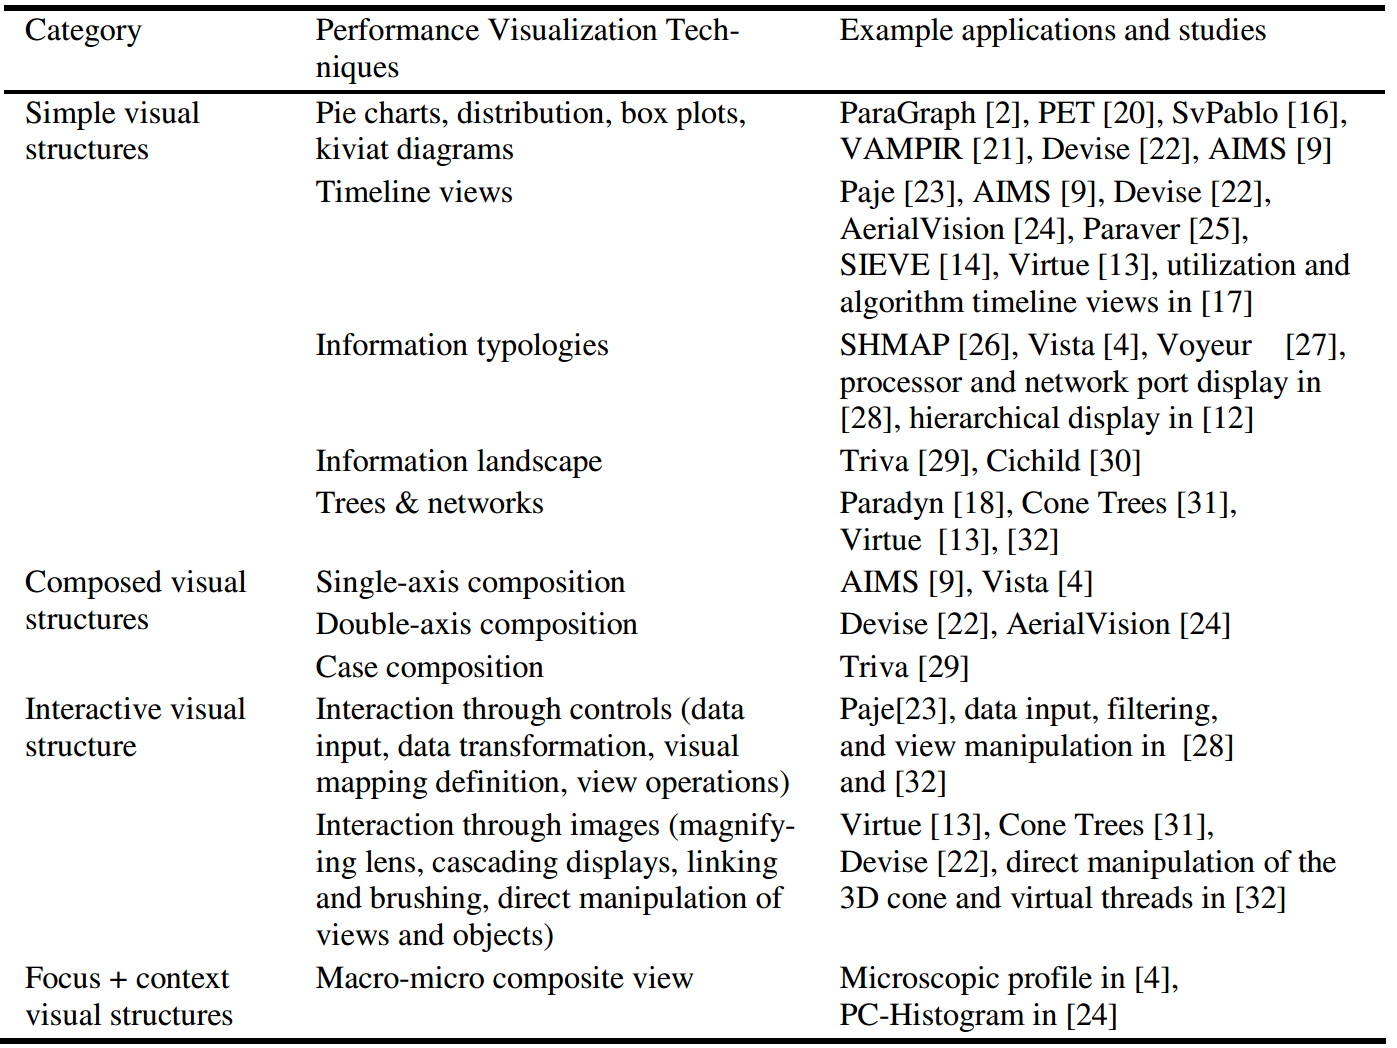 Category
Performance Visualization Tech-
niques
Example applications and studies
Simple visual
structures
Pie charts, distribution, box plots,
kiviat diagrams
ParaGraph [2], PET [20], SvPablo [16],
VAMPIR [21], Devise [22], AIMS [9]
Timeline views
Paje [23], AIMS [9], Devise [22],
AerialVision [24], Paraver [25],
SIEVE [14], Virtue [13], utilization and
algorithm timeline views in [17]
Information typologies
SHMAP [26], Vista [4], Voyeur [27],
processor and network port display in
[28], hierarchical display in [12]
Information landscape
Triva [29], Cichild [30]
Trees & networks
Paradyn [18], Cone Trees [31],
Virtue [13], [32]
Composed visual
structures
Single-axis composition
AIMS [9], Vista [4]
Double-axis composition
Devise [22], AerialVision [24]
Case composition
Triva [29]
Interactive visual
structure
Interaction through controls (data
input, data transformation, visual
mapping definition, view operations)
Paje[23], data input, filtering,
and view manipulation in [28]
and [32]
Interaction through images (magnify-
ing lens, cascading displays, linking
and brushing, direct manipulation of
views and objects)
Virtue [13], Cone Trees [31],
Devise [22], direct manipulation of the
3D cone and virtual threads in [32]
Focus + context
visual structures
Macro-micro composite view
Microscopic profile in [4],
PC-Histogram in [24]